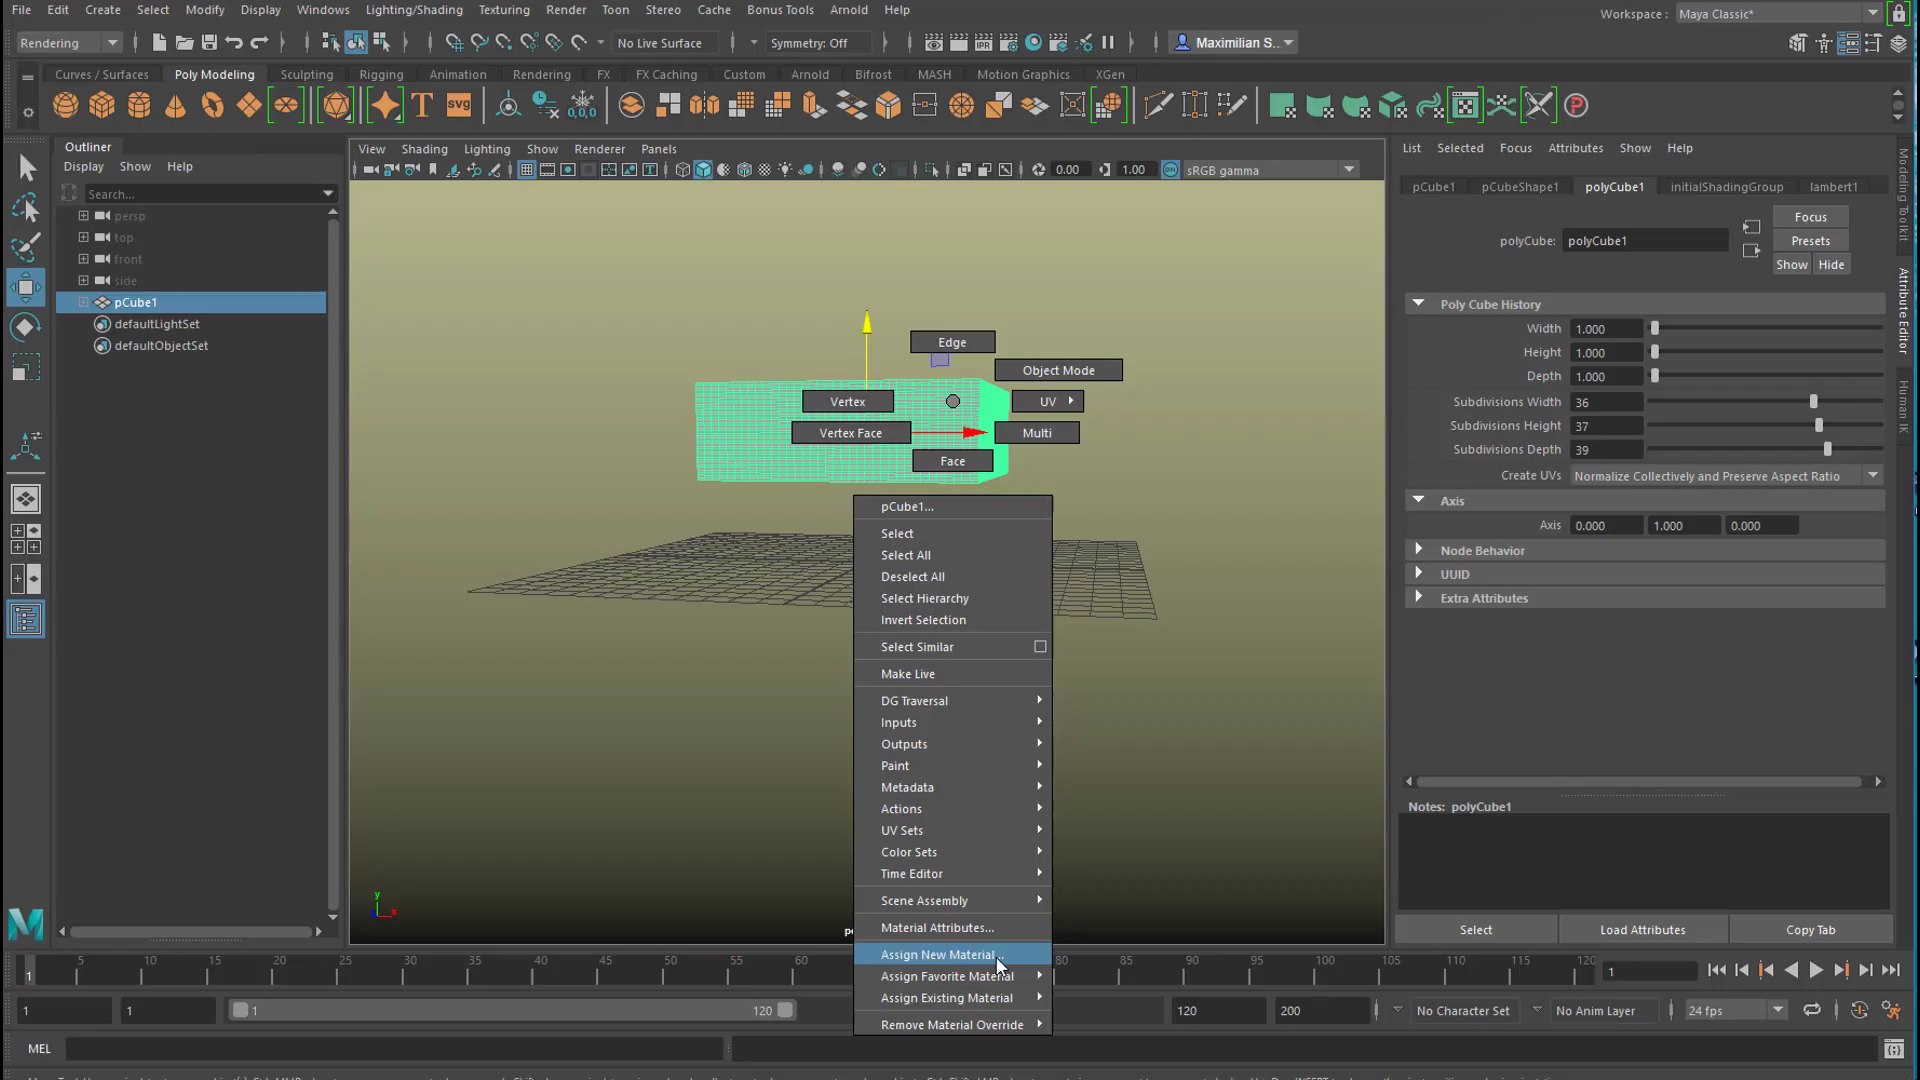 File Edit Create Select Modify Display Windows Lighting/Shading Texturing Render Toon Stereo Cache Bonus Tools Arnold Help
Workspace : Maya Classic*
Rendering No Live Surface Symmetry: Off Maximilian S...
Curves / Surfaces Poly Modeling Sculpting Rigging Animation Rendering FX FX Caching Custom Arnold Bifrost MASH Motion Graphics XGen
T svg 0,0,0
Outliner
Display Show Help
Search...
persp
top
front
side
pCube1
defaultLightSet
defaultObjectSet
View Shading Lighting Show Renderer Panels
0.00 1.00 sRGB gamma
Edge
Object Mode
Vertex
UV
Vertex Face
Multi
Face
pCube1...
Select
Select All
Deselect All
Select Hierarchy
Invert Selection
Select Similar
Make Live
DG Traversal
Inputs
Outputs
Paint
Metadata
Actions
UV Sets
Color Sets
Time Editor
Scene Assembly
Material Attributes...
Assign New Material...
Assign Favorite Material
Assign Existing Material
Remove Material Override
y
x
List Selected Focus Attributes Show Help
pCube1 pCubeShape1 polyCube1 initialShadingGroup lambert1
Focus
polyCube: polyCube1 Presets
Show Hide
Poly Cube History
Width 1.000
Height 1.000
Depth 1.000
Subdivisions Width 36
Subdivisions Height 37
Subdivisions Depth 39
Create UVs Normalize Collectively and Preserve Aspect Ratio
Axis
Axis 0.000 1.000 0.000
Node Behavior
UUID
Extra Attributes
Notes: polyCube1
Select Load Attributes Copy Tab
Modeling Toolkit
Attribute Editor
Human IK
1 5 10 15 20 25 30 35 40 45 50 55 60 80 85 90 95 100 105 110 115 120 1
1 1 1 120 120 200 No Character Set No Anim Layer 24 fps
MEL